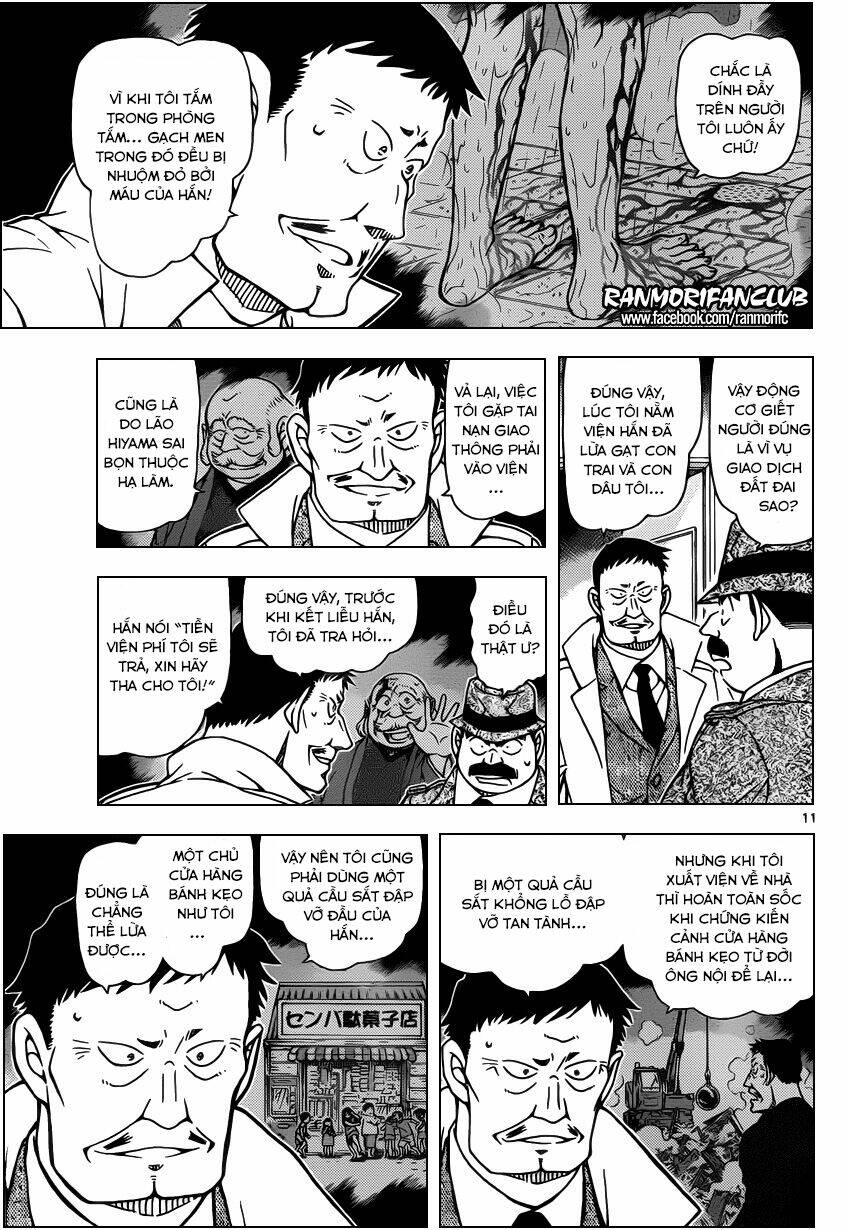 CHẮC LÀ
DÍNH ĐẦY
TRÊN NGƯỜI
TÔI LUÔN ẤY
CHỨ!
VÌ KHI TÔI TẮM
TRONG PHÒNG
TẮM... GẠCH MEN
TRONG ĐÓ ĐỀU BỊ
NHUỘM ĐỎ BỞI
MÁU CỦA HẮN!
RANMORIFANCLUB
www.facebook.com/ranmorifc
VẬY ĐỘNG
CƠ GIẾT
NGƯỜI ĐÚNG
LÀ VÌ VỤ
GIAO DỊCH
ĐẤT ĐAI
SAO?
ĐÚNG VẬY,
LÚC TÔI NẰM
VIỆN HẮN ĐÃ
LỪA GẠT CON
TRAI VÀ CON
DÂU TÔI...
VẢ LẠI, VIỆC
TÔI GẶP TAI
NẠN GIAO
THÔNG PHẢI
VÀO VIỆN
...
CŨNG LÀ
DO LÃO
HIYAMA SAI
BỌN THUỘC
HẠ LÀM.
ĐIỀU
ĐÓ LÀ
THẬT Ư?
ĐÚNG VẬY, TRƯỚC
KHI KẾT LIỄU HẮN,
TÔI ĐÃ TRA HỎI...
HẮN NÓI “TIỀN
VIỆN PHÍ TÔI SẼ
TRẢ, XIN HÃY
THA CHO TÔI!“
11
NHƯNG KHI TÔI
XUẤT VIỆN VỀ NHÀ
THÌ HOÀN TOÀN SỐC
KHI CHỨNG KIẾN
CẢNH CỬA HÀNG
BÁNH KẸO TỪ ĐỜI
ÔNG NỘI ĐỂ LẠI...
BỊ MỘT QUẢ CẦU
SẮT KHỔNG LỒ ĐẬP
VỠ TAN TÀNH...
VẬY NÊN TÔI CŨNG
PHẢI DÙNG MỘT
QUẢ CẦU SẮT ĐẬP
VỠ ĐẦU CỦA
HẮN...
MỘT CHỦ
CỬA HÀNG
BÁNH KẸO
NHƯ TÔI
...
ĐÚNG LÀ
CHẲNG
THỂ LỪA
ĐƯỢC...
センバ駄菓子店